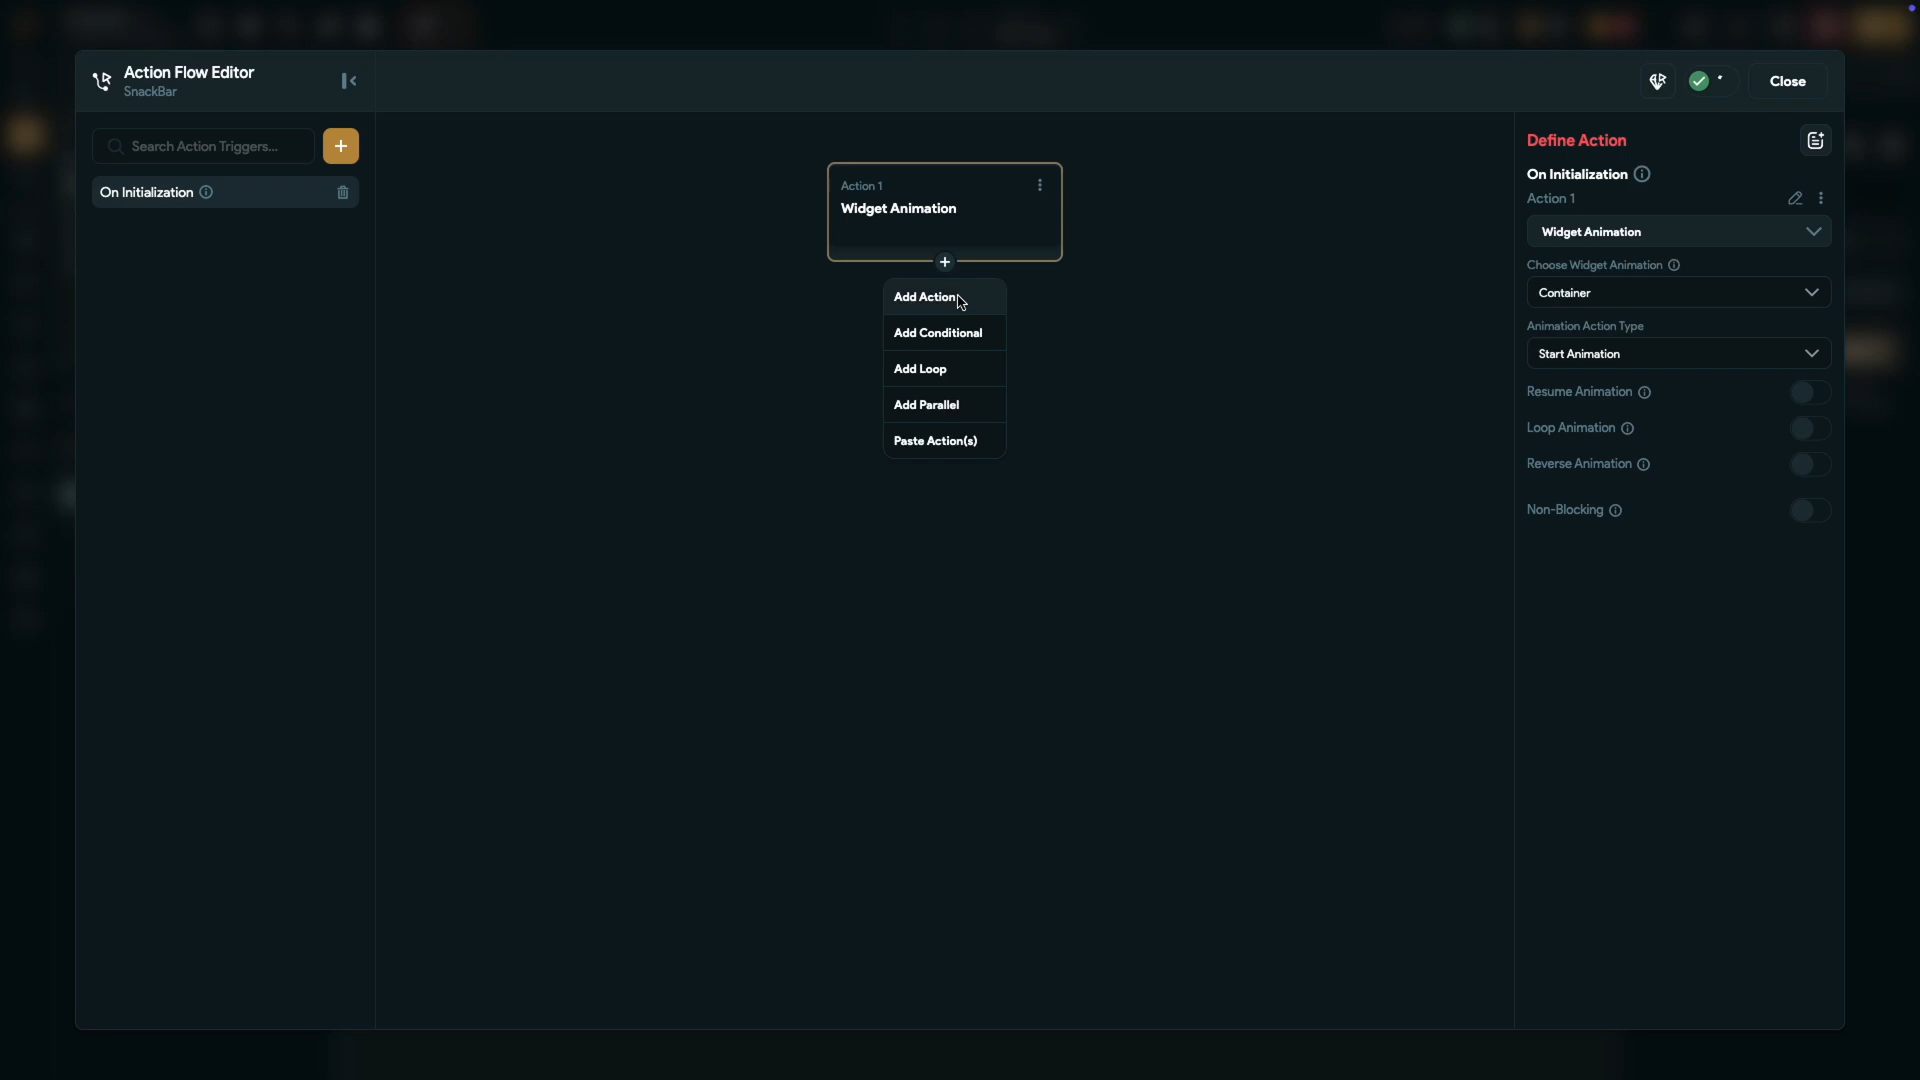 Action Flow Editor
SnackBar
Close
Search Action Triggers...
On Initialization
Action 1
Widget Animation
Add Action
Add Conditional
Add Loop
Add Parallel
Paste Action(s)
Define Action
On Initialization
Action 1
Widget Animation
Choose Widget Animation
Container
Animation Action Type
Start Animation
Resume Animation
Loop Animation
Reverse Animation
Non-Blocking